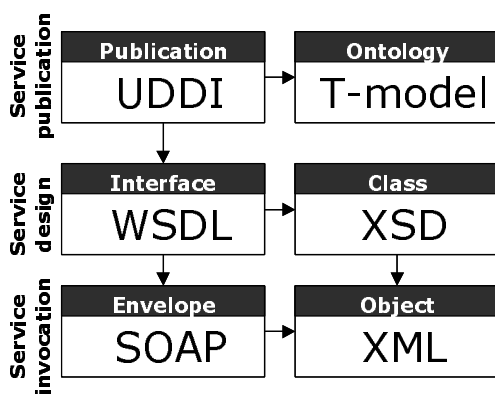 Service
publication
Publication
UDDI
Ontology
T-model
Service
design
Interface
WSDL
Class
XSD
Service
invocation
Envelope
SOAP
Object
XML